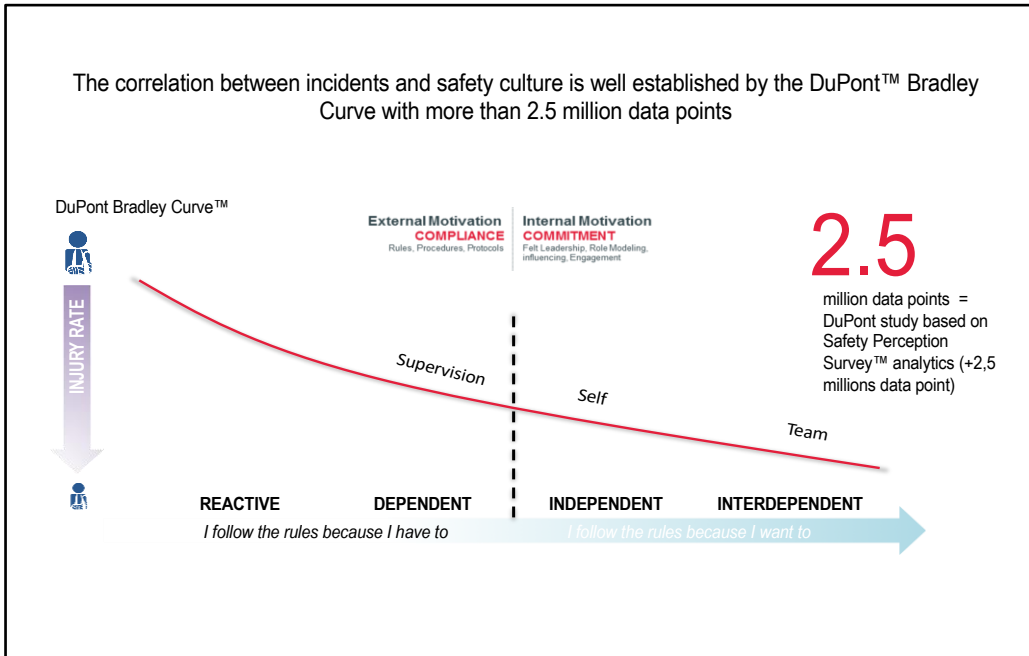 The correlation between incidents and safety culture is well established by the DuPont™ Bradley
Curve with more than 2.5 million data points
DuPont Bradley Curve™
External Motivation
COMPLIANCE
Rules, Procedures, Protocols
Internal Motivation
COMMITMENT
Felt Leadership, Role Modeling,
influencing, Engagement
2.5
million data points =
DuPont study based on
Safety Perception
Survey™ analytics (+2,5
millions data point)
INJURY RATE
Supervision
Self
Team
REACTIVE
DEPENDENT
INDEPENDENT
INTERDEPENDENT
I follow the rules because I have to
I follow the rules because I want to